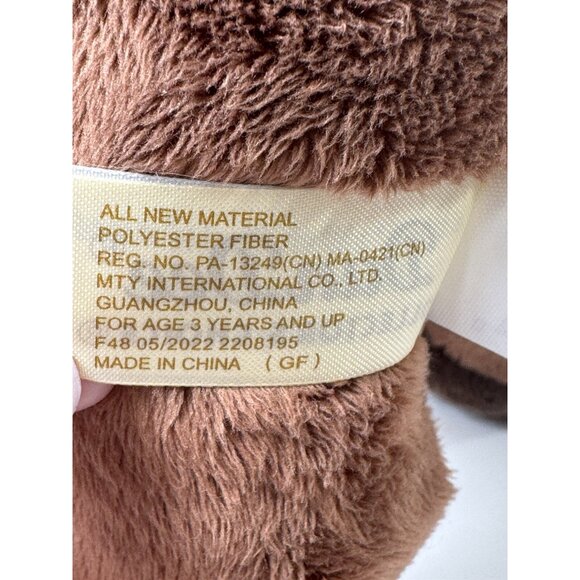 ALL NEW MATERIAL
POLYESTER FIBER
REG. NO. PA-13249(CN) MA-0421(CN)
MTY INTERNATIONAL CO., LTD.
GUANGZHOU, CHINA
FOR AGE 3 YEARS AND UP
F48 05/2022 2208195
MADE IN CHINA ( GF )